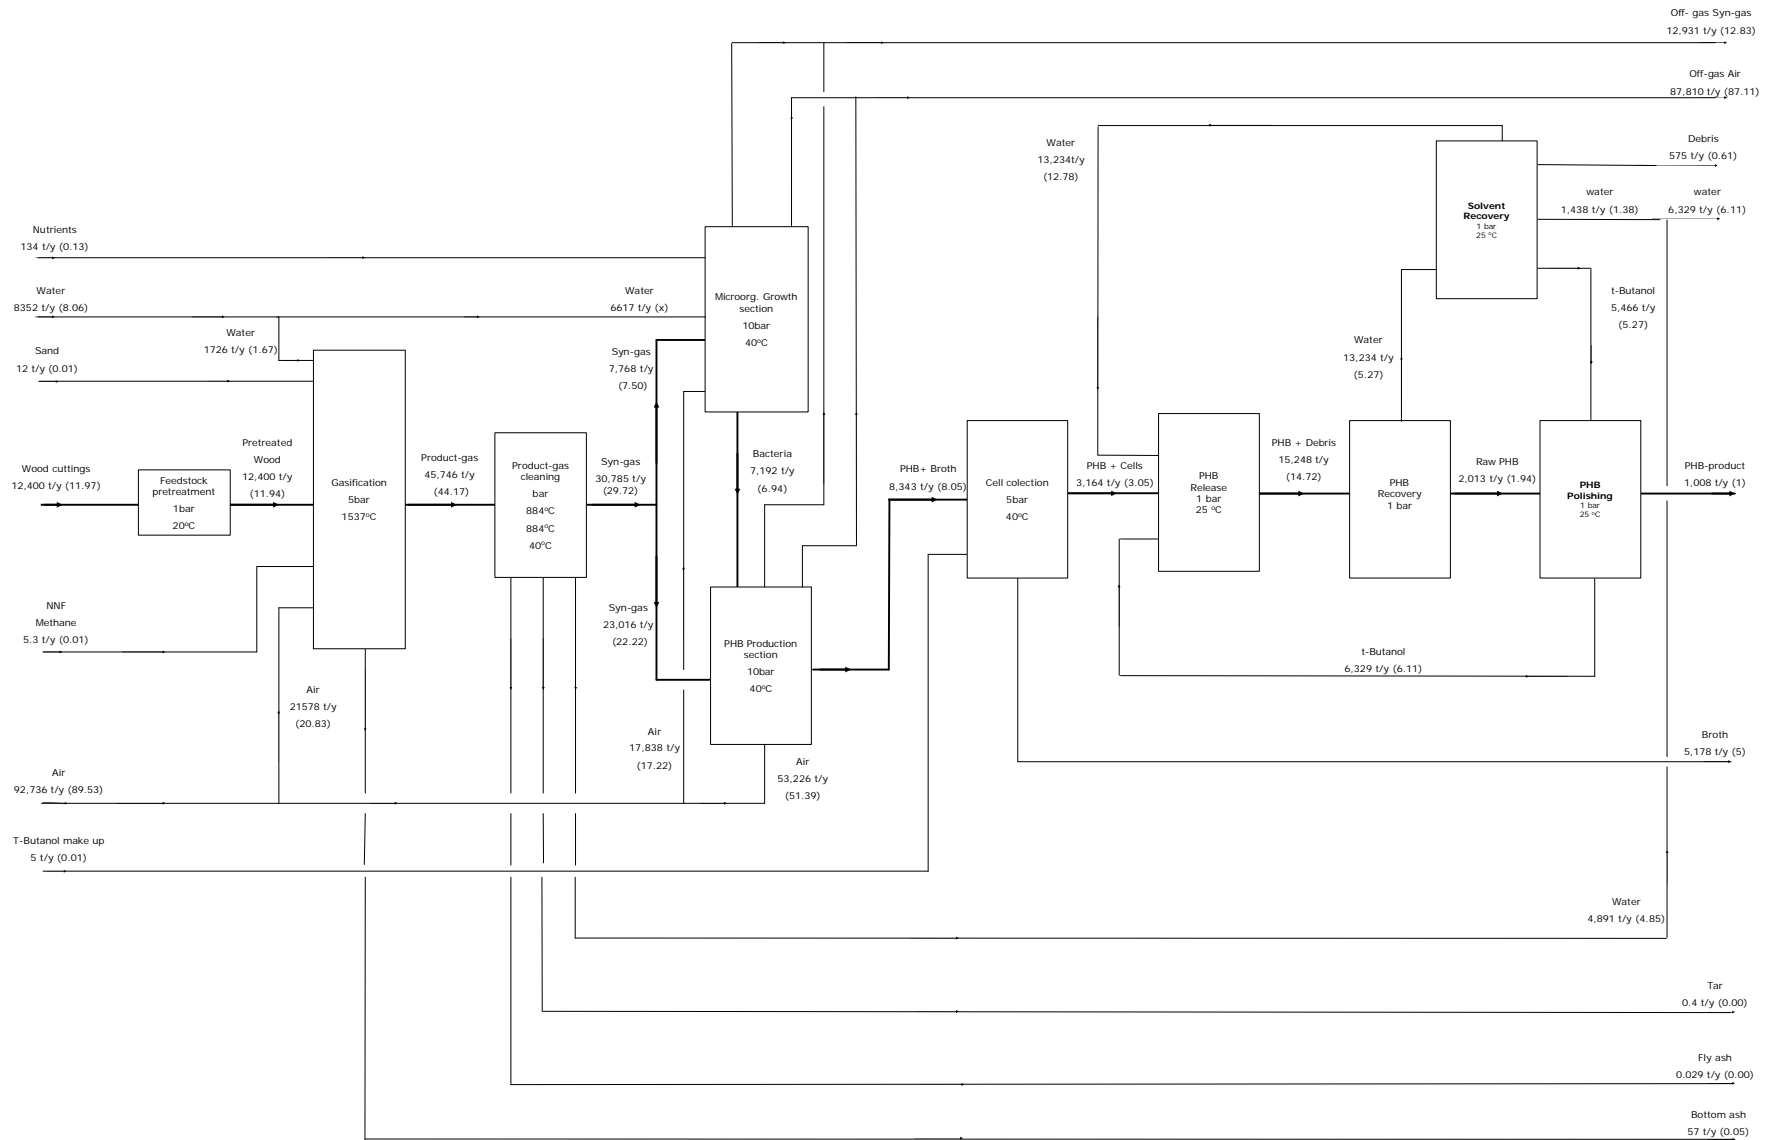 Off- gas Syn-gas
12,931 t/y (12.83)
Off-gas Air
87,810 t/y (87.11)
Water
13,234t/y
(12.78)
Debris
575 t/y (0.61)
water
1,438 t/y (1.38)
water
6,329 t/y (6.11)
Solvent
Recovery
1 bar
25 ºC
Nutrients
134 t/y (0.13)
Water
8352 t/y (8.06)
Water
6617 t/y (x)
Water
1726 t/y (1.67)
Sand
12 t/y (0.01)
Microorg. Growth
section
10bar
40ºC
Syn-gas
7,768 t/y
(7.50)
t-Butanol
5,466 t/y
(5.27)
Water
13,234 t/y
(5.27)
Wood cuttings
12,400 t/y (11.97)
Feedstock
pretreatment
1bar
20ºC
Pretreated
Wood
12,400 t/y
(11.94)
Gasification
5bar
1537ºC
Product-gas
45,746 t/y
(44.17)
Product-gas
cleaning
bar
884ºC
884ºC
40ºC
Syn-gas
30,785 t/y
(29.72)
Bacteria
7,192 t/y
(6.94)
PHB+ Broth
8,343 t/y (8.05)
Cell colection
5bar
40ºC
PHB + Cells
3,164 t/y (3.05)
PHB
Release
1 bar
25 ºC
PHB + Debris
15,248 t/y
(14.72)
PHB
Recovery
1 bar
Raw PHB
2,013 t/y (1.94)
PHB
Polishing
1 bar
25 ºC
PHB-product
1,008 t/y (1)
NNF
Methane
5.3 t/y (0.01)
Syn-gas
23,016 t/y
(22.22)
PHB Production
section
10bar
40ºC
t-Butanol
6,329 t/y (6.11)
Air
21578 t/y
(20.83)
Air
17,838 t/y
(17.22)
Air
53,226 t/y
(51.39)
Broth
5,178 t/y (5)
Air
92,736 t/y (89.53)
T-Butanol make up
5 t/y (0.01)
Water
4,891 t/y (4.85)
Tar
0.4 t/y (0.00)
Fly ash
0.029 t/y (0.00)
Bottom ash
57 t/y (0.05)